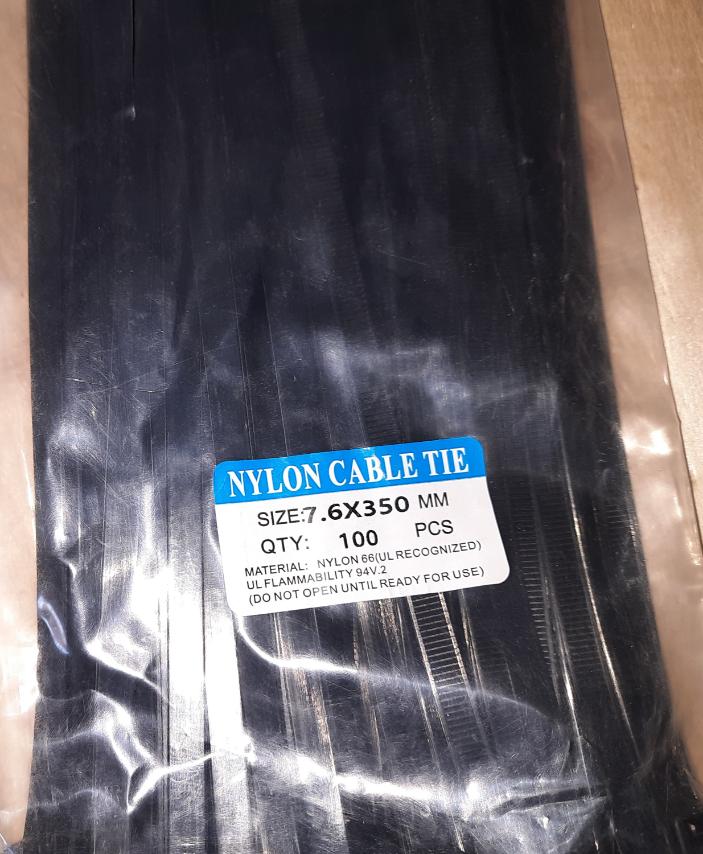 NYLON CABLE TIE
SIZE:7.6X350 MM
QTY: 100 PCS
MATERIAL: NYLON 66(UL RECOGNIZED)
UL FLAMMABILITY 94V.2
(DO NOT OPEN UNTIL READY FOR USE)